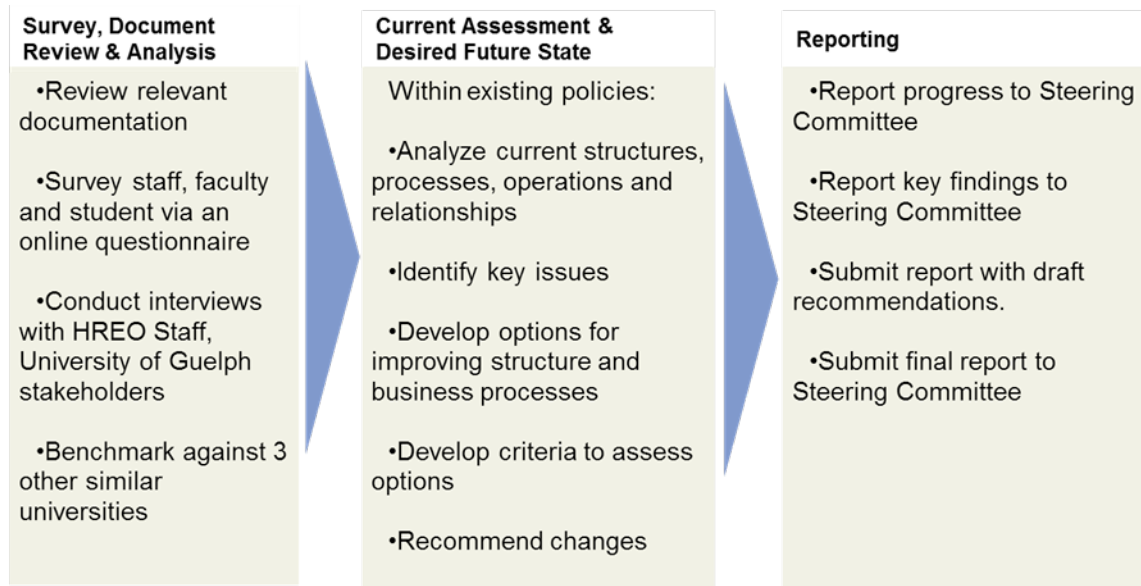 Survey, Document
Review & Analysis
•Review relevant
documentation
•Survey staff, faculty
and student via an
online questionnaire
•Conduct interviews
with HREO Staff,
University of Guelph
stakeholders
•Benchmark against 3
other similar
universities
Current Assessment &
Desired Future State
Within existing policies:
•Analyze current structures,
processes, operations and
relationships
•Identify key issues
•Develop options for
improving structure and
business processes
•Develop criteria to assess
options
•Recommend changes
Reporting
•Report progress to Steering
Committee
•Report key findings to
Steering Committee
•Submit report with draft
recommendations.
•Submit final report to
Steering Committee